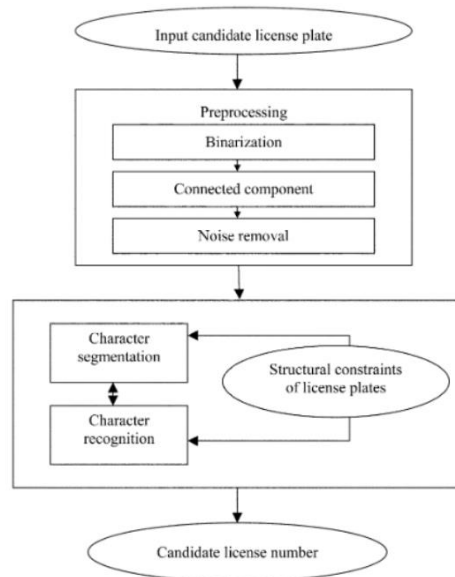 Input candidate license plate
Preprocessing
Binarization
Connected component
Noise removal
Character
segmentation
Structural constraints
of license plates
Character
recognition
Candidate license number